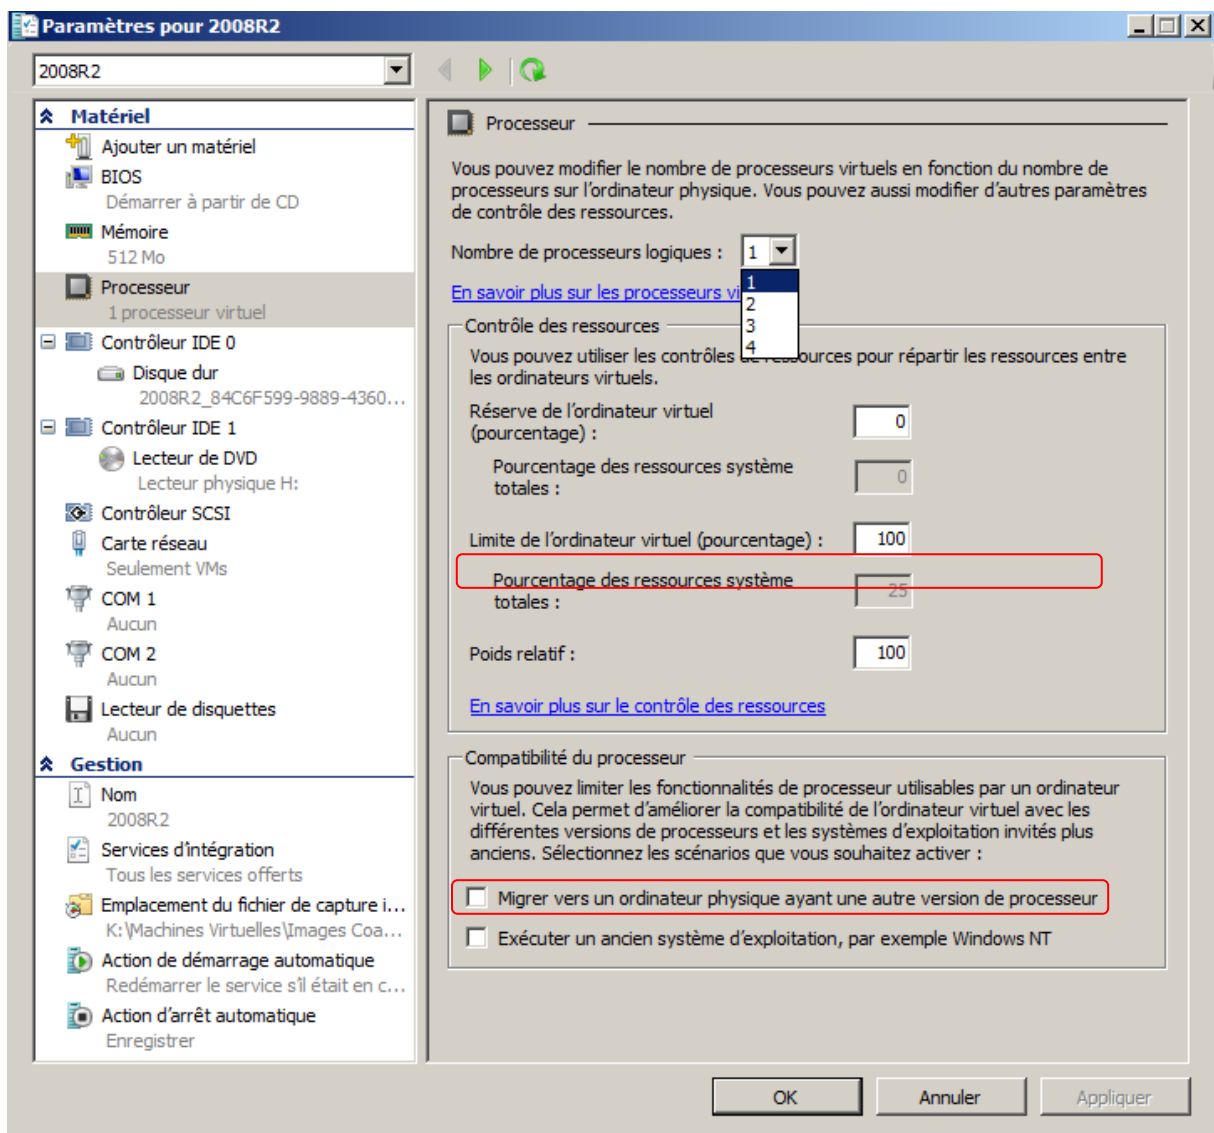 Paramètres pour 2008R2
2008R2
Matériel
Ajouter un matériel
BIOS
Démarrer à partir de CD
Mémoire
512 Mo
Processeur
1 processeur virtuel
Contrôleur IDE 0
Disque dur
2008R2_84C6F599-9889-4360...
Contrôleur IDE 1
Lecteur de DVD
Lecteur physique H:
Contrôleur SCSI
Carte réseau
Seulement VMs
COM 1
Aucun
COM 2
Aucun
Lecteur de disquettes
Aucun
Gestion
Nom
2008R2
Services d'intégration
Tous les services offerts
Emplacement du fichier de capture i...
K:\Machines Virtuelles\Images Coa...
Action de démarrage automatique
Redémarrer le service s'il était en c...
Action d'arrêt automatique
Enregistrer
Processeur
Vous pouvez modifier le nombre de processeurs virtuels en fonction du nombre de
processeurs sur l'ordinateur physique. Vous pouvez aussi modifier d'autres paramètres
de contrôle des ressources.
Nombre de processeurs logiques : 1
1
2
3
4
En savoir plus sur les processeurs vi
Contrôle des ressources
Vous pouvez utiliser les contrôles de ressources pour répartir les ressources entre
les ordinateurs virtuels.
Réserve de l'ordinateur virtuel
(pourcentage) : 0
Pourcentage des ressources système
totales : 0
Limite de l'ordinateur virtuel (pourcentage) : 100
Pourcentage des ressources système
totales : 25
Poids relatif : 100
En savoir plus sur le contrôle des ressources
Compatibilité du processeur
Vous pouvez limiter les fonctionnalités de processeur utilisables par un ordinateur
virtuel. Cela permet d'améliorer la compatibilité de l'ordinateur virtuel avec les
différentes versions de processeurs et les systèmes d'exploitation invités plus
anciens. Sélectionnez les scénarios que vous souhaitez activer :
Migrer vers un ordinateur physique ayant une autre version de processeur
Exécuter un ancien système d'exploitation, par exemple Windows NT
OK
Annuler
Appliquer